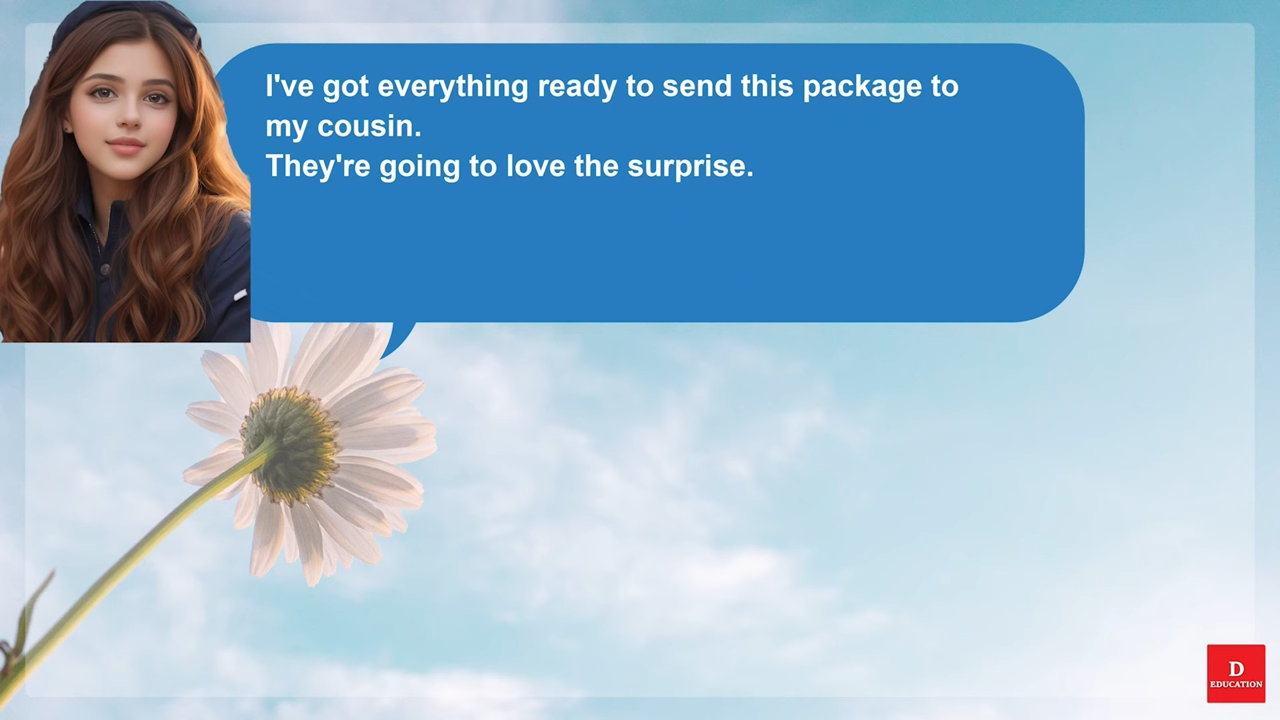 I've got everything ready to send this package to
my cousin.
They're going to love the surprise.
D
EDUCATION